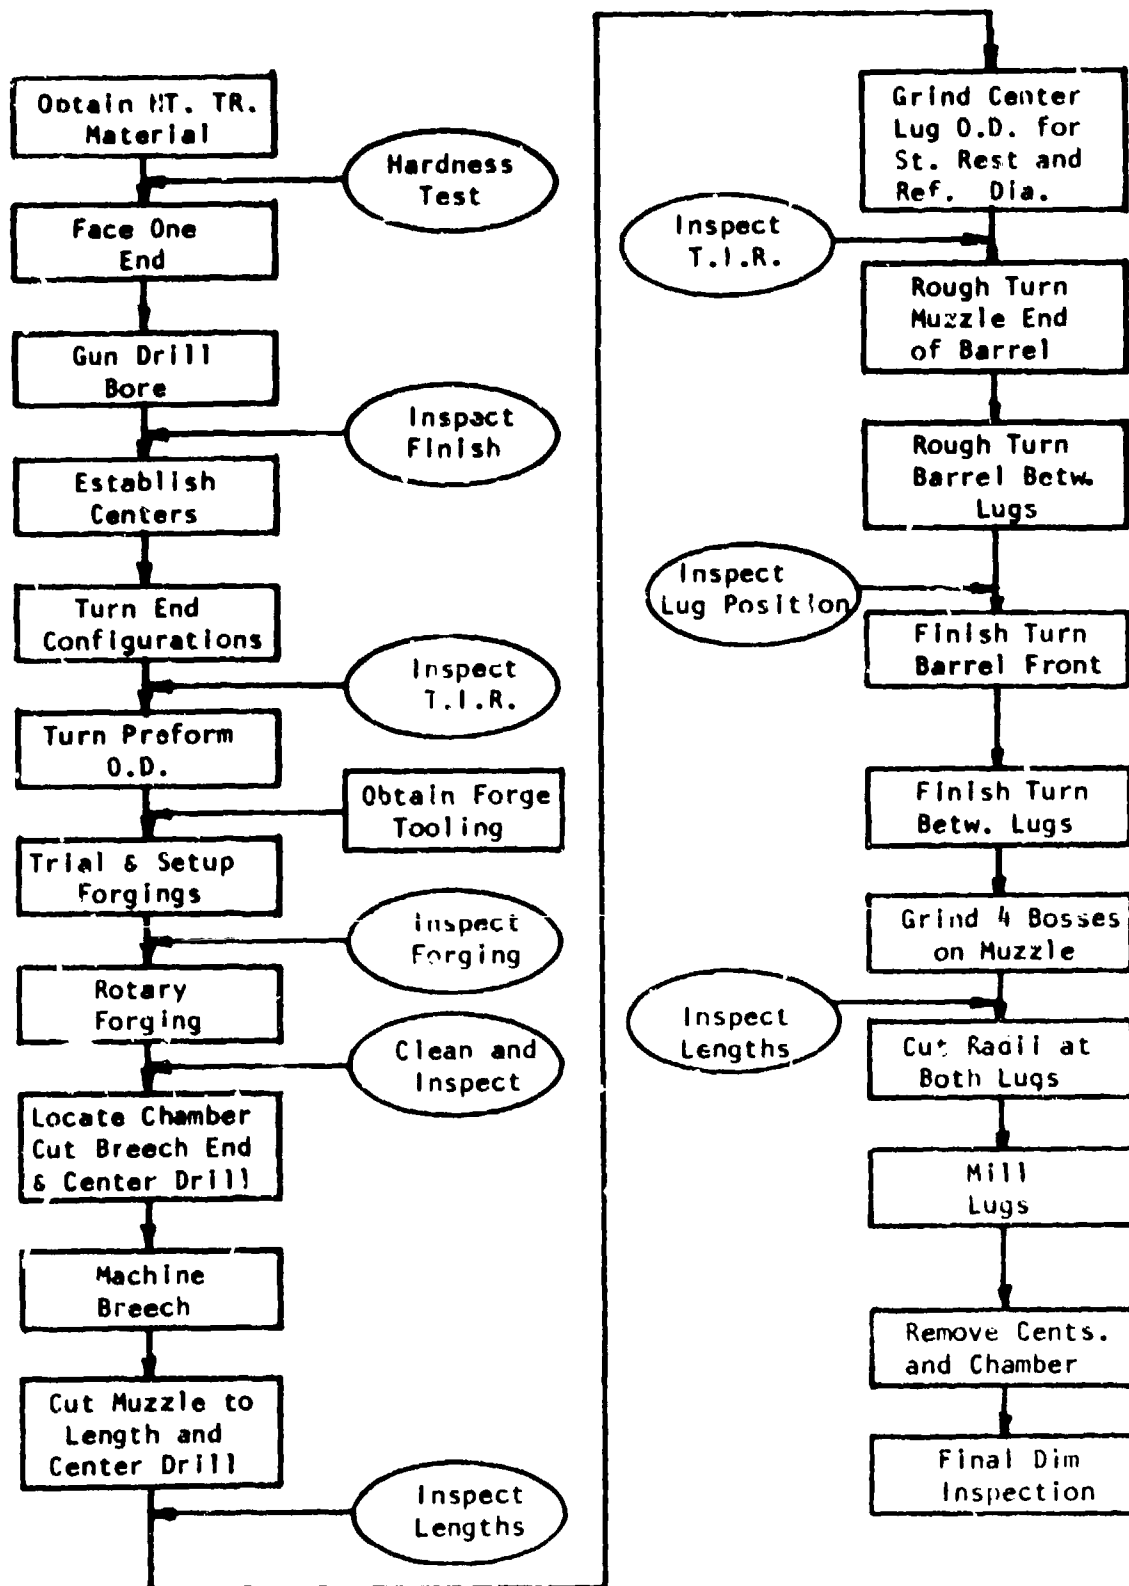 Obtain HT. TR.
Material
Hardness
Test
Face One
End
Gun Drill
Bore
Inspact
Finish
Establish
Centers
Turn End
Configurations
Inspect
T.I.R.
Turn Preform
O.D.
Obtain Forge
Tooling
Trial & Setup
Forgings
Inspect
Forging
Rotary
Forging
Clean and
Inspect
Locate Chamber
Cut Breech End
& Center Drill
Machine
Breech
Cut Muzzle to
Length and
Center Drill
Inspect
Lengths
Grind Center
Lug O.D. for
St. Rest and
Ref. Dia.
Inspect
T.I.R.
Rough Turn
Muzzle End
of Barrel
Rough Turn
Barrel Betw.
Lugs
Inspect
Lug Position
Finish Turn
Barrel Front
Finish Turn
Betw. Lugs
Grind 4 Bosses
on Muzzle
Inspect
Lengths
Cut Radii at
Both Lugs
Mill
Lugs
Remove Cents.
and Chamber
Final Dim
Inspection